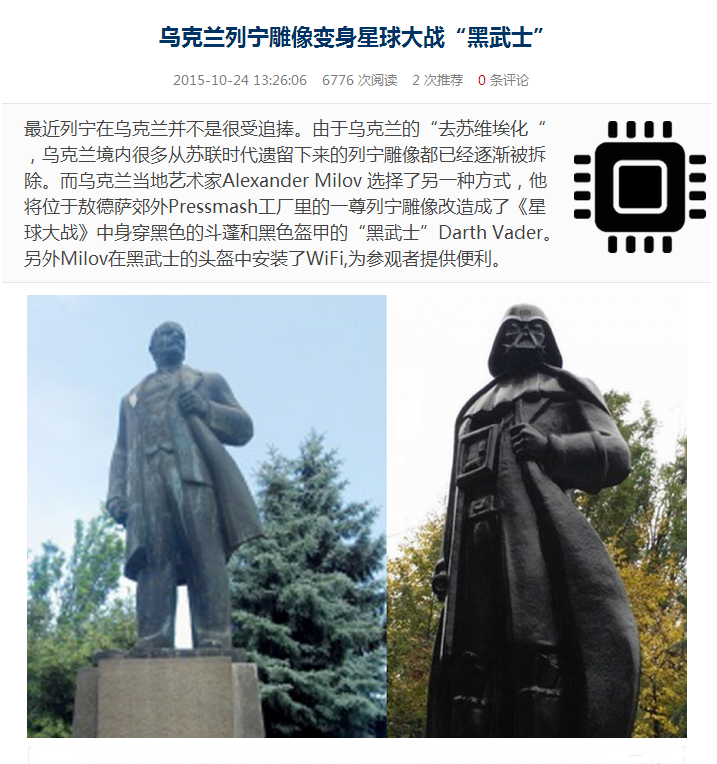 乌克兰列宁雕像变身星球大战“黑武士”
2015-10-24 13:26:06 6776 次阅读 2 次推荐 0 条评论
最近列宁在乌克兰并不是很受追捧。由于乌克兰的“去苏维埃化“
，乌克兰境内很多从苏联时代遗留下来的列宁雕像都已经逐渐被拆
除。而乌克兰当地艺术家Alexander Milov 选择了另一种方式，他
将位于敖德萨郊外Pressmash工厂里的一尊列宁雕像改造成了《星
球大战》中身穿黑色的斗蓬和黑色盔甲的“黑武士”Darth Vader。
另外Milov在黑武士的头盔中安装了WiFi,为参观者提供便利。